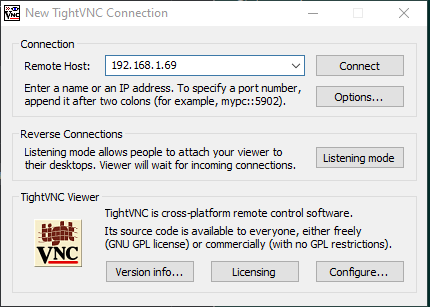 New TightVNC Connection
Connection
Remote Host:
192.168.1.69
Connect
Enter a name or an IP address. To specify a port number,
append it after two colons (for example, mypc::5902).
Options...
Reverse Connections
Listening mode allows people to attach your viewer to
their desktops. Viewer will wait for incoming connections.
Listening mode
TightVNC Viewer
tight
VNC
TightVNC is cross-platform remote control software.
Its source code is available to everyone, either freely
(GNU GPL license) or commercially (with no GPL restrictions).
Version info...
Licensing
Configure...